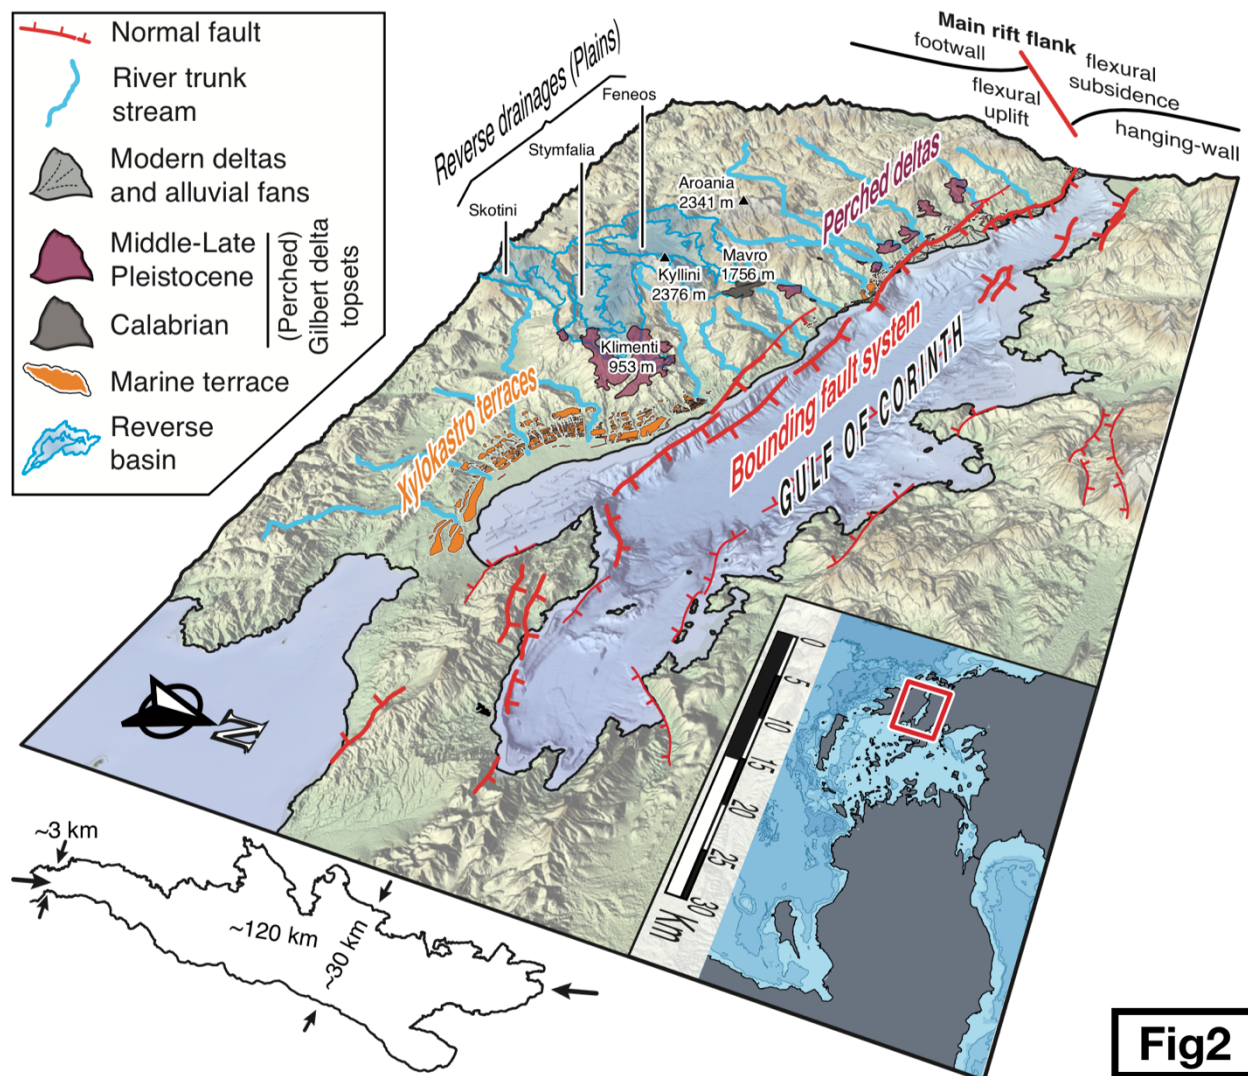 Normal fault
River trunk
stream
Modern deltas
and alluvial fans
Middle-Late
Pleistocene
Calabrian
(Perched)
Gilbert delta
topsets
Marine terrace
Reverse
basin
Reverse drainages (Plains)
Feneos
Stymfalia
Skotini
Main rift flank
footwall
flexural
subsidence
flexural
uplift
hanging-wall
Aroania
2341 m
Perched deltas
Mavro
1756 m
Kyllini
2376 m
Klimenti
953 m
Xylokastro terraces
Bounding fault system
GULF OF CORINTH
N
0
5
10
15
20
25
30 Km
~3 km
~120 km
~30 km
Fig2